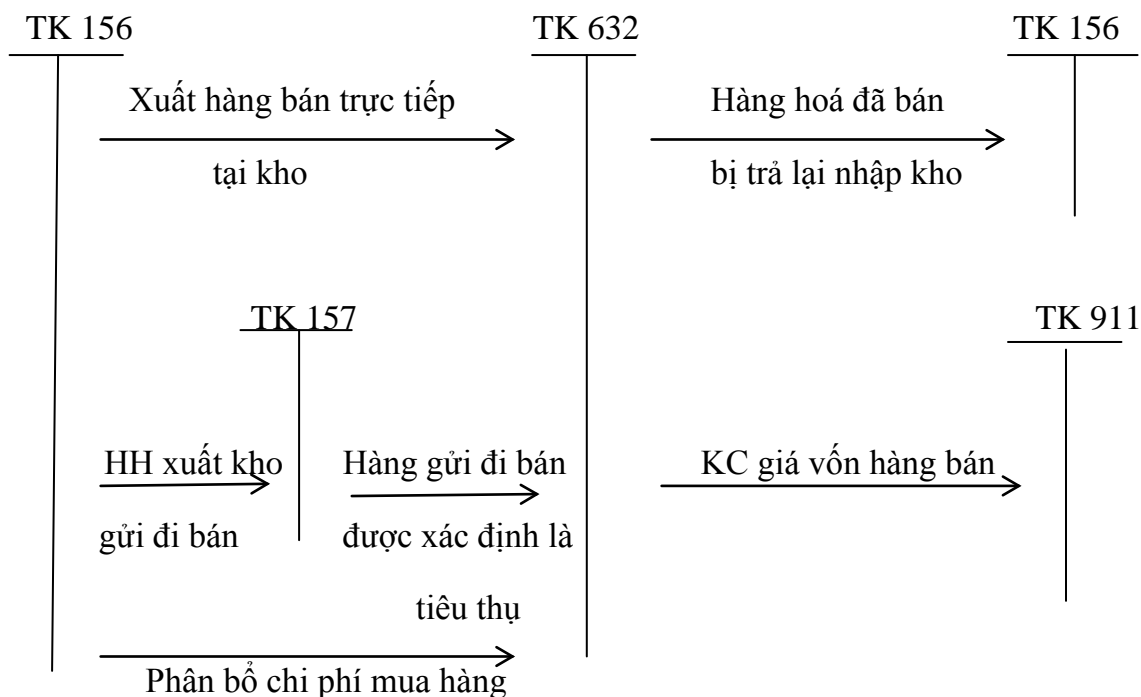 TK 156
TK 632
TK 156
Xuất hàng bán trực tiếp
tại kho
Hàng hoá đã bán
bị trả lại nhập kho
TK 157
TK 911
HH xuất kho
gửi đi bán
Hàng gửi đi bán
được xác định là
tiêu thụ
KC giá vốn hàng bán
Phân bổ chi phí mua hàng